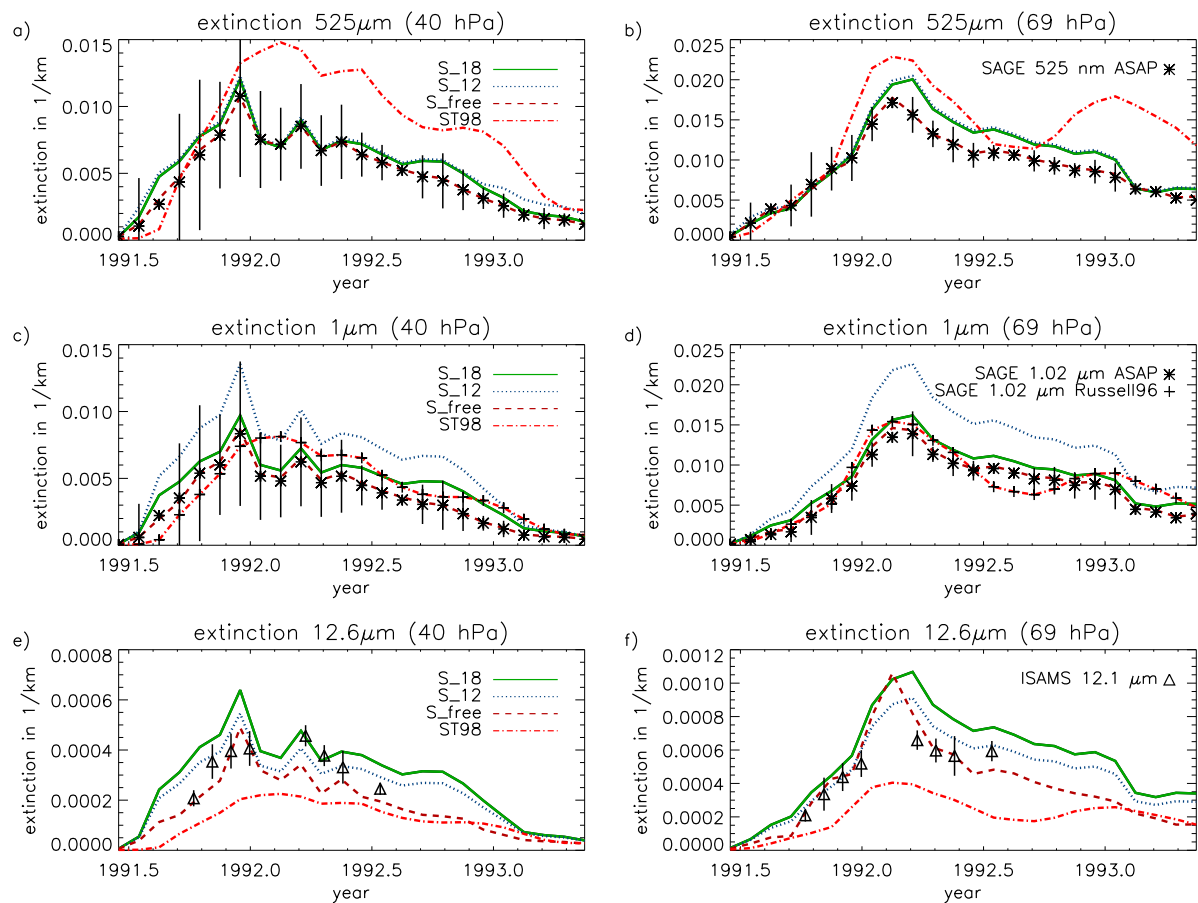 a)
extinction 525μm (40 hPa)
extinction in 1/km
0.015
0.010
0.005
0.000
S_18
S_12
S_free
ST98
1991.5
1992.0
1992.5
1993.0
year
b)
extinction 525μm (69 hPa)
extinction in 1/km
0.025
0.020
0.015
0.010
0.005
0.000
SAGE 525 nm ASAP
1991.5
1992.0
1992.5
1993.0
year
c)
extinction 1μm (40 hPa)
extinction in 1/km
0.015
0.010
0.005
0.000
S_18
S_12
S_free
ST98
1991.5
1992.0
1992.5
1993.0
year
d)
extinction 1μm (69 hPa)
extinction in 1/km
0.025
0.020
0.015
0.010
0.005
0.000
SAGE 1.02 μm ASAP
SAGE 1.02 μm Russell96
1991.5
1992.0
1992.5
1993.0
year
e)
extinction 12.6μm (40 hPa)
extinction in 1/km
0.0008
0.0006
0.0004
0.0002
0.0000
S_18
S_12
S_free
ST98
1991.5
1992.0
1992.5
1993.0
year
f)
extinction 12.6μm (69 hPa)
extinction in 1/km
0.0012
0.0010
0.0008
0.0006
0.0004
0.0002
0.0000
ISAMS 12.1 μm
1991.5
1992.0
1992.5
1993.0
year